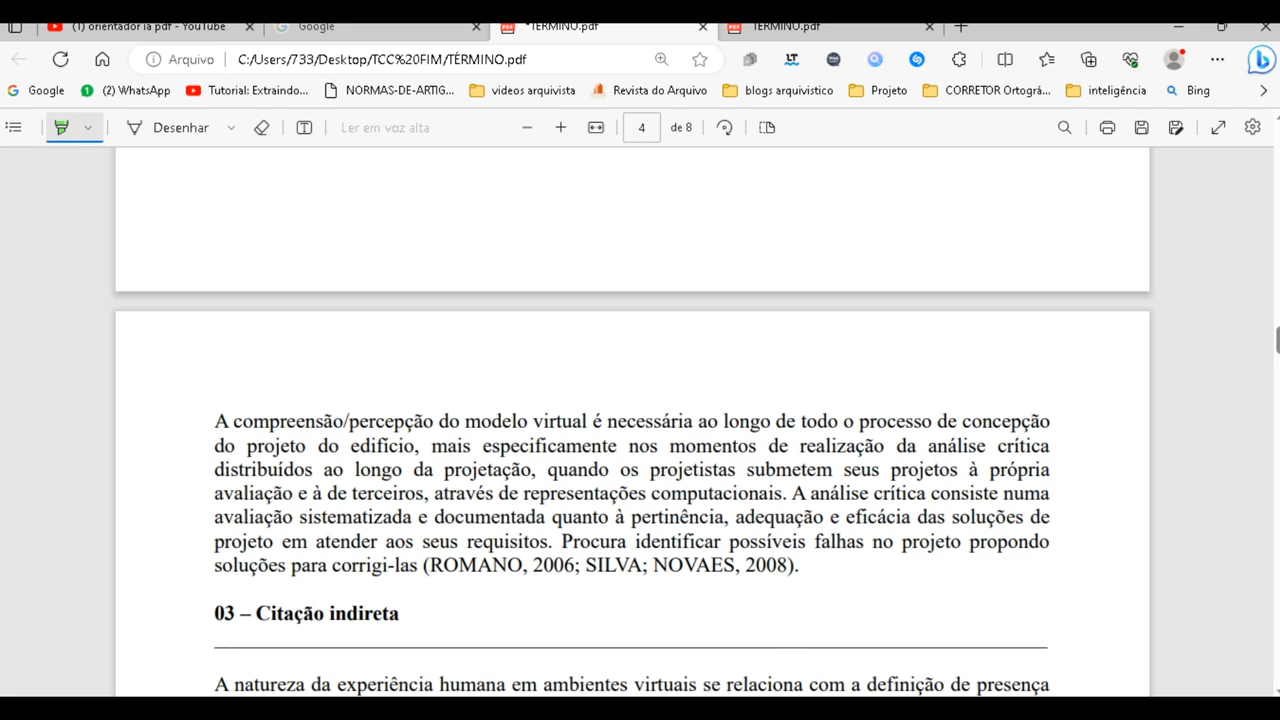 (1) orientador ia pdf - YouTube
Google
*TÉRMINO.pdf
TÉRMINO.pdf
Arquivo
C:/Users/733/Desktop/TCC%20FIM/TÉRMINO.pdf
Google
(2) WhatsApp
Tutorial: Extraindo...
NORMAS-DE-ARTIG...
videos arquivista
Revista do Arquivo
blogs arquivistico
Projeto
CORRETOR Ortográ...
inteligência
Bing
Desenhar
Ler em voz alta
4
de 8
A compreensão/percepção do modelo virtual é necessária ao longo de todo o processo de concepção
do projeto do edifício, mais especificamente nos momentos de realização da análise crítica
distribuídos ao longo da projetação, quando os projetistas submetem seus projetos à própria
avaliação e à de terceiros, através de representações computacionais. A análise crítica consiste numa
avaliação sistematizada e documentada quanto à pertinência, adequação e eficácia das soluções de
projeto em atender aos seus requisitos. Procura identificar possíveis falhas no projeto propondo
soluções para corrigi-las (ROMANO, 2006; SILVA; NOVAES, 2008).
03 – Citação indireta
A natureza da experiência humana em ambientes virtuais se relaciona com a definição de presença